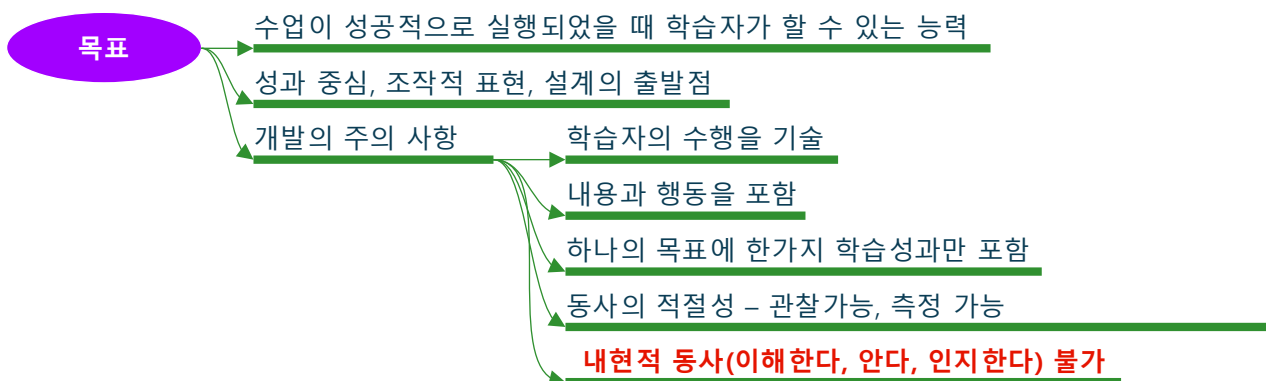 목표
수업이 성공적으로 실행되었을 때 학습자가 할 수 있는 능력
성과 중심, 조작적 표현, 설계의 출발점
개발의 주의 사항
학습자의 수행을 기술
내용과 행동을 포함
하나의 목표에 한가지 학습성과만 포함
동사의 적절성 – 관찰가능, 측정 가능
내현적 동사(이해한다, 안다, 인지한다) 불가